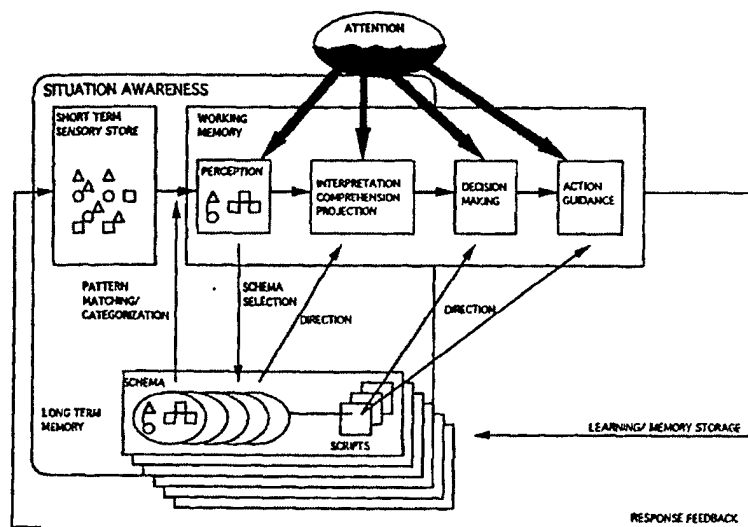 ATTENTION
SITUATION AWARENESS
SHORT TERM
SENSORY STORE
WORKING
MEMORY
PERCEPTION
INTERPRETATION
COMPREHENSION
PROJECTION
DECISION
MAKING
ACTION
GUIDANCE
PATTERN
MATCHING/
CATEGORIZATION
SCHEMA
SELECTION
DIRECTION
DIRECTION
SCHEMA
LONG TERM
MEMORY
SCRIPTS
LEARNING/ MEMORY STORAGE
RESPONSE FEEDBACK